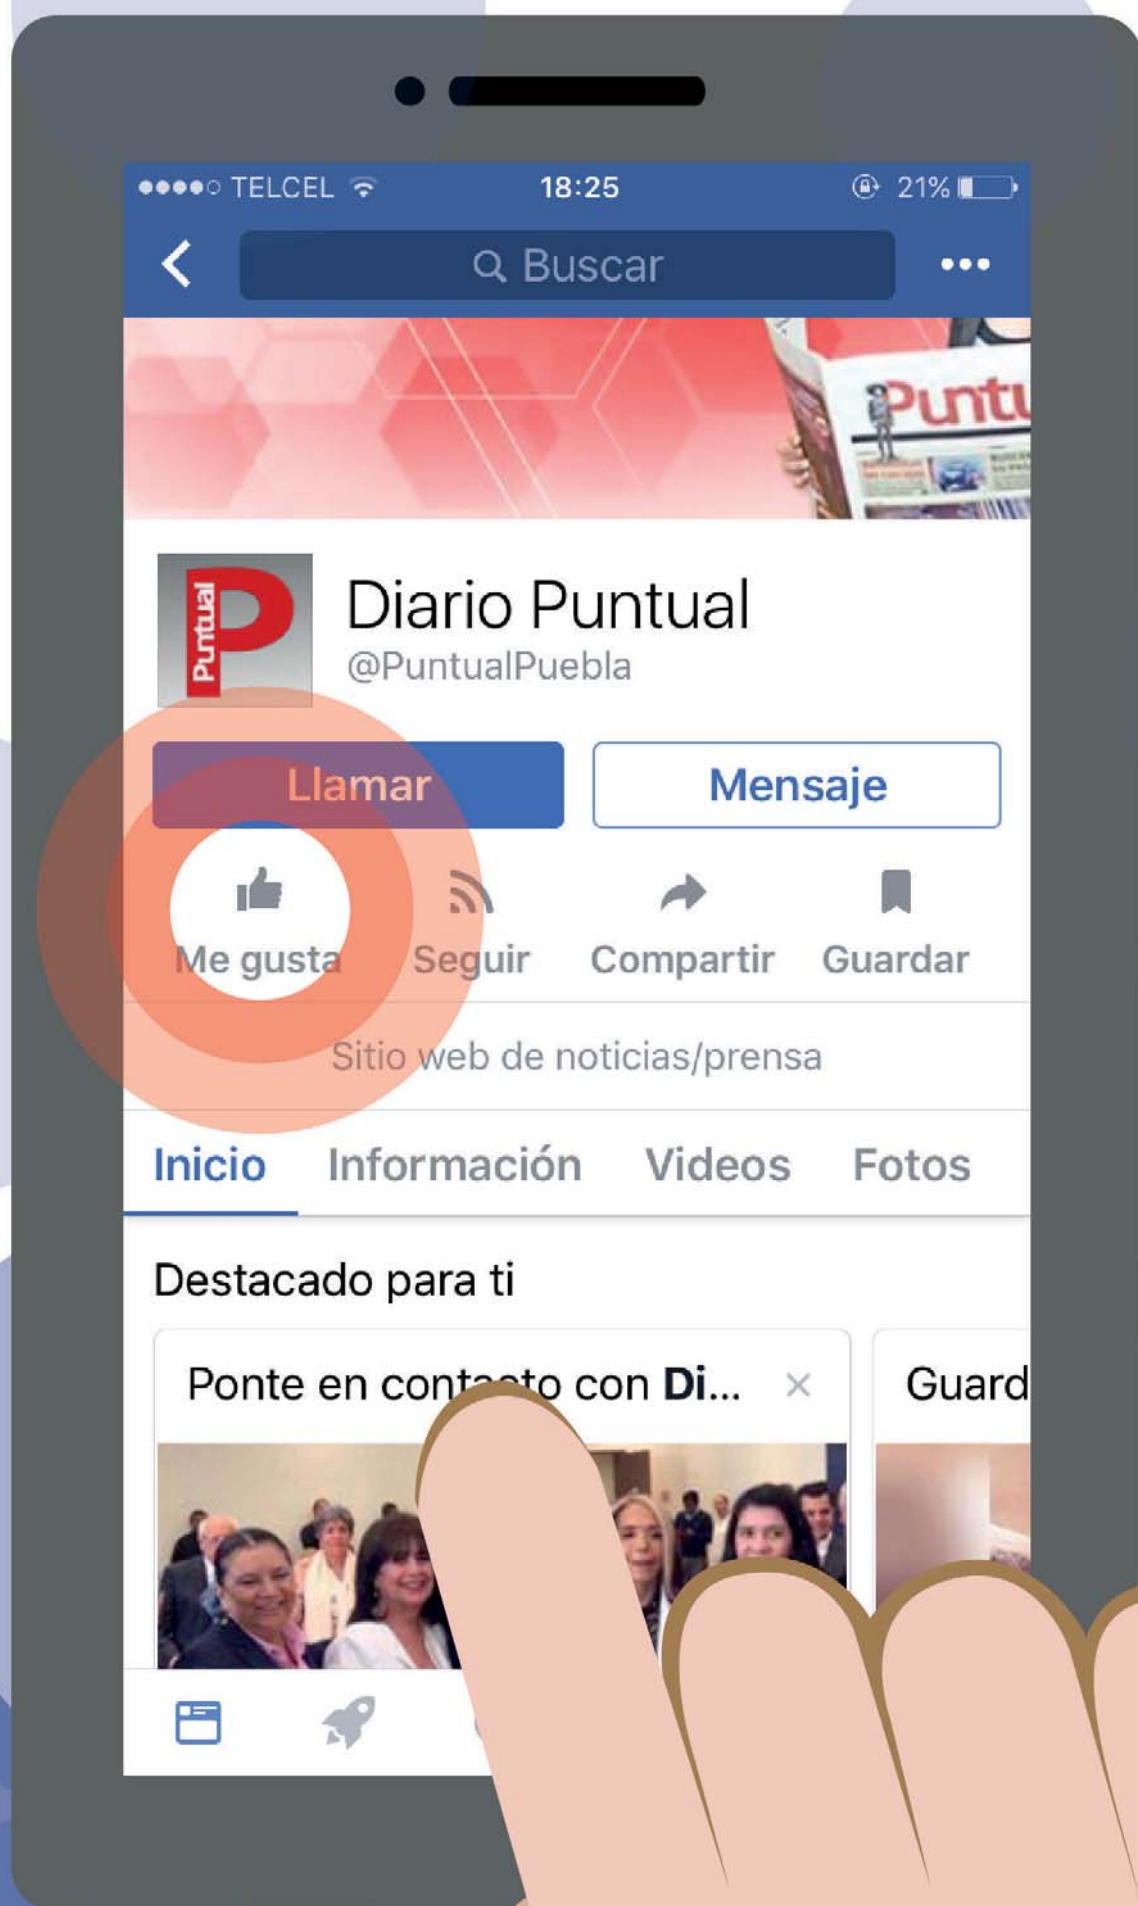 TELCEL 18:25 21%
Buscar
Puntu
Puntual
Diario Puntual
@PuntualPuebla
Llamar Mensaje
Me gusta Seguir Compartir Guardar
Sitio web de noticias/prensa
Inicio Información Videos Fotos
Destacado para ti
Ponte en contacto con Di... × Guard